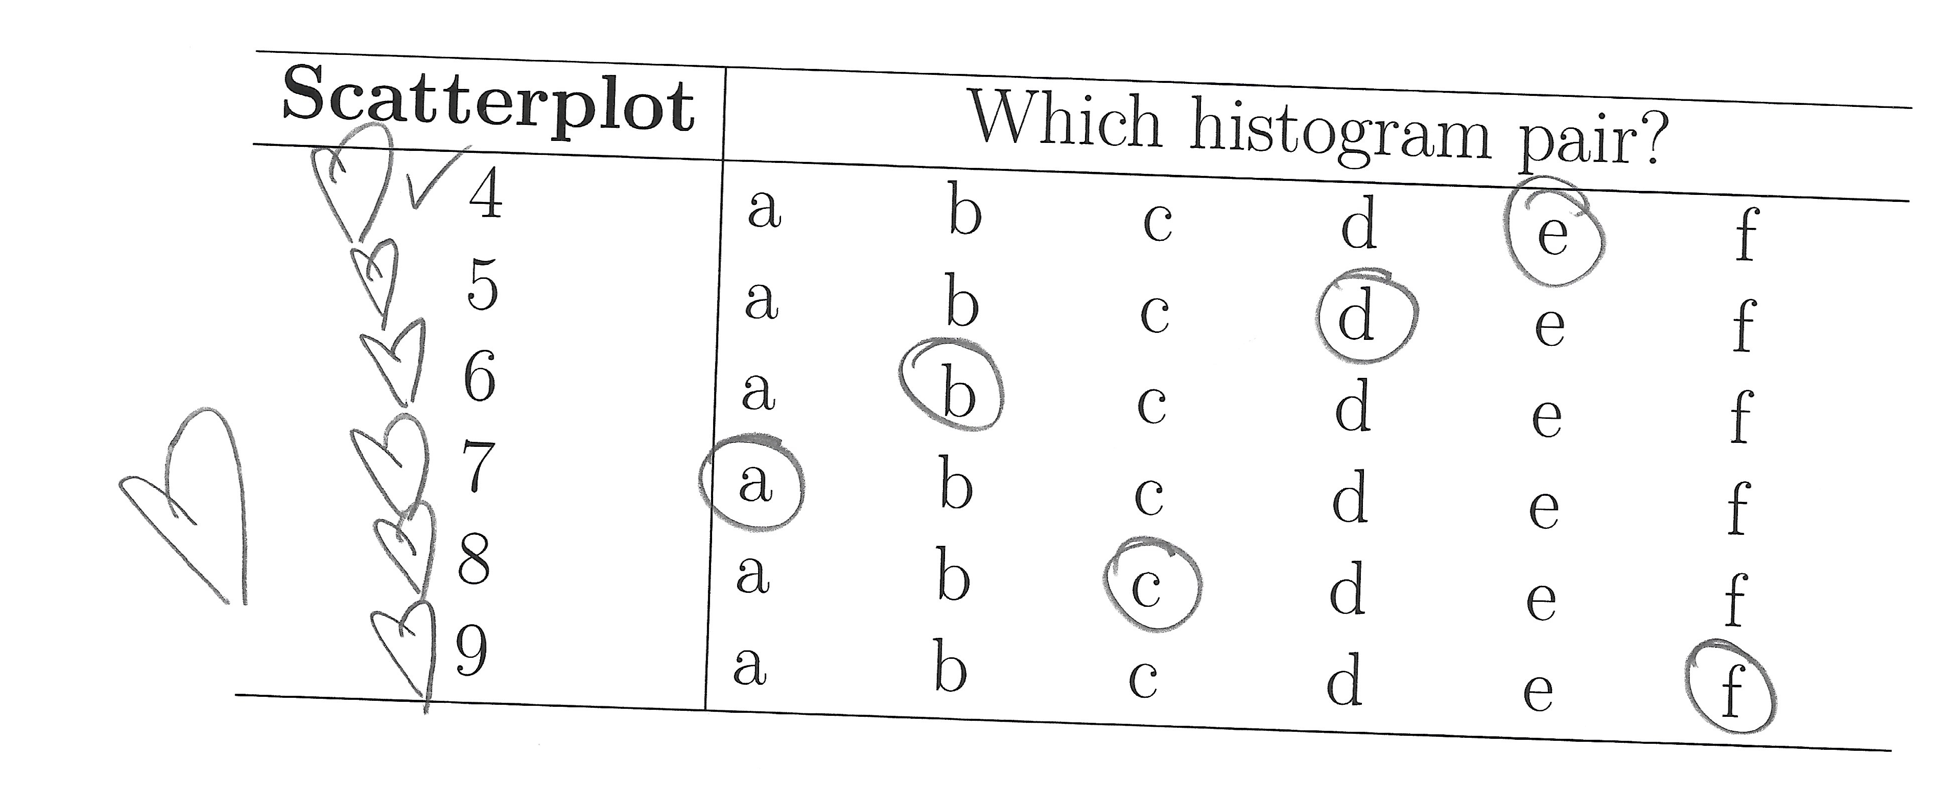 Scatterplot Which histogram pair?
4 a b c d e f
5 a b c d e f
6 a b c d e f
7 a b c d e f
8 a b c d e f
9 a b c d e f